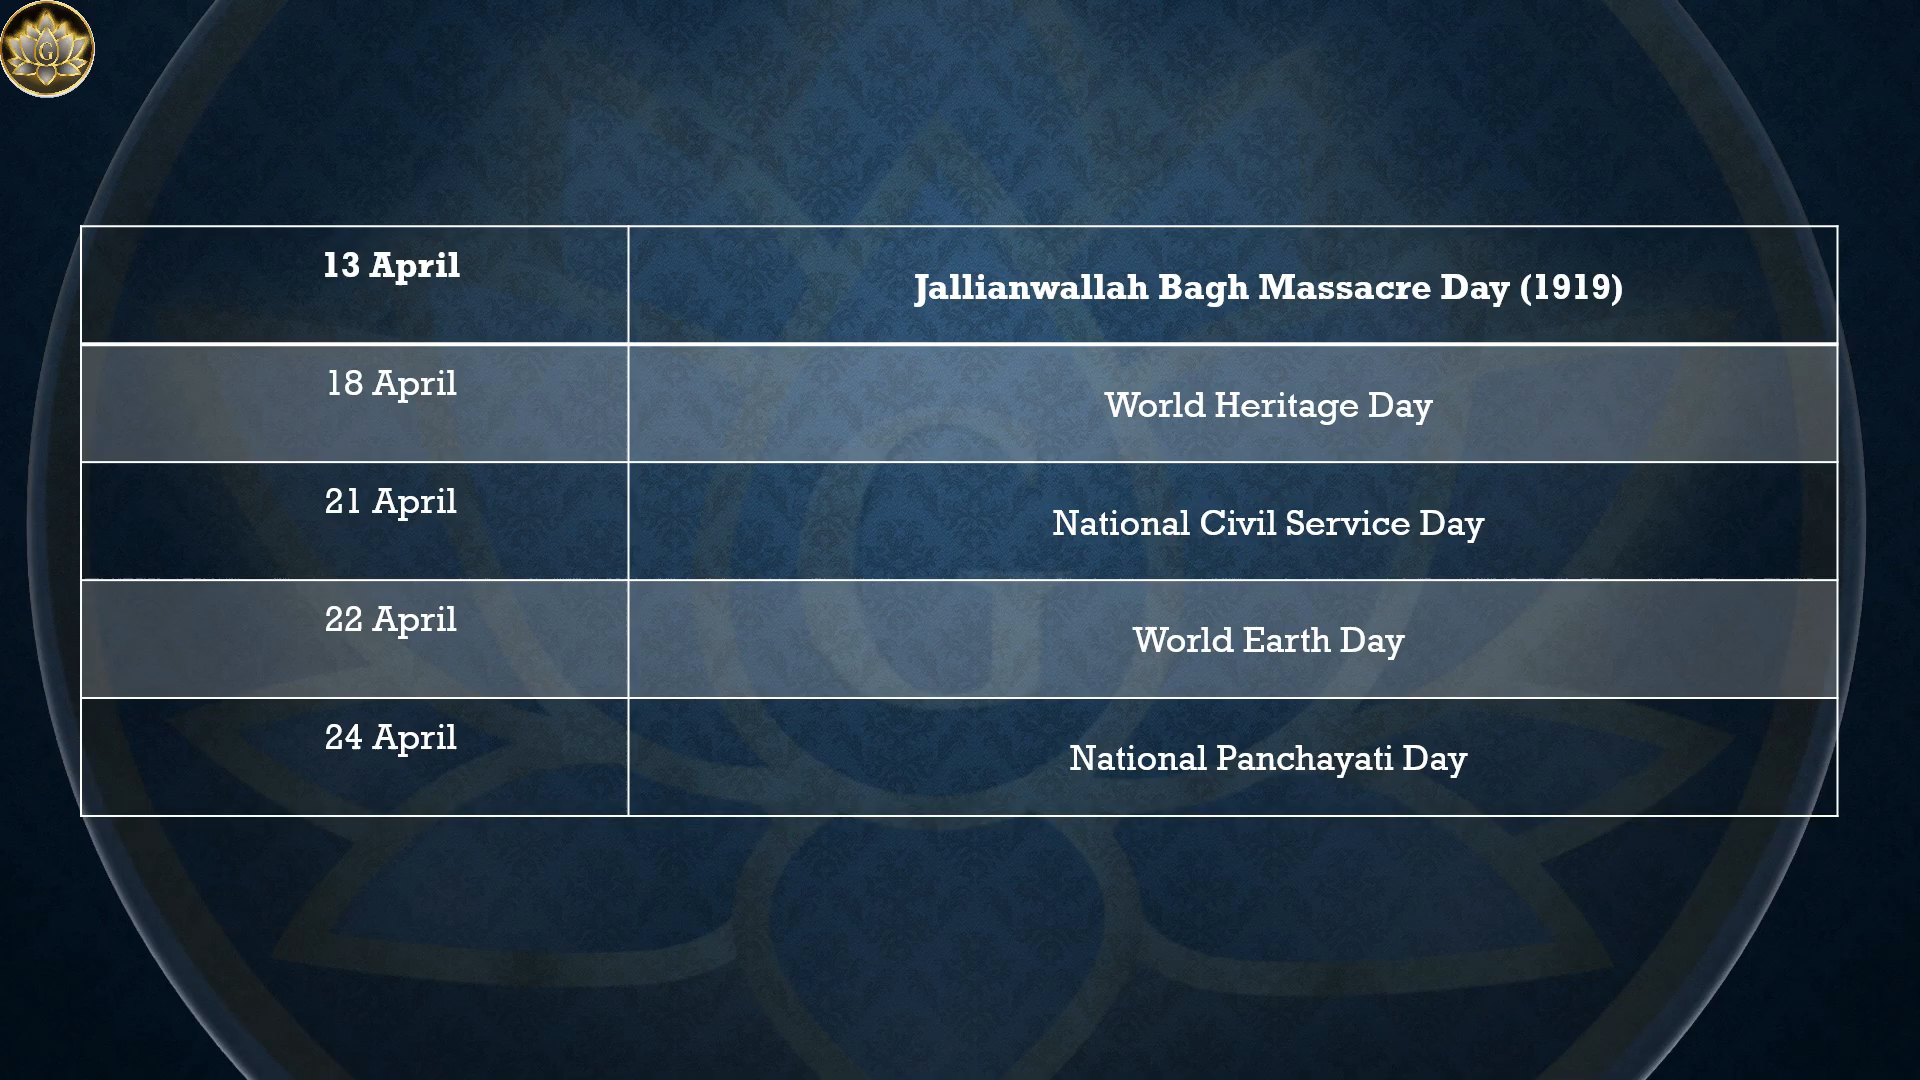 G
13 April
Jallianwallah Bagh Massacre Day (1919)
18 April
World Heritage Day
21 April
National Civil Service Day
22 April
World Earth Day
24 April
National Panchayati Day
G